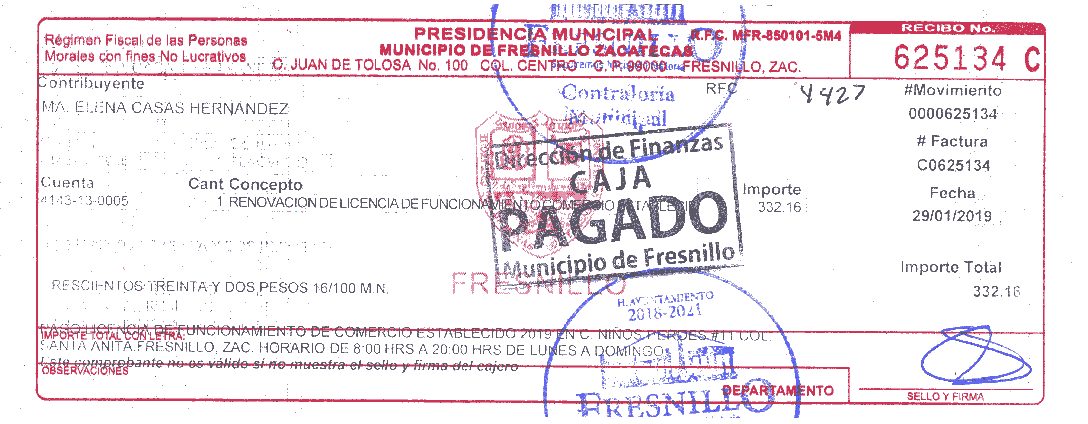 Régimen Fiscal de las Personas
Morales con fines No Lucrativos
PRESIDENCIA MUNICIPAL R.F.C. MFR-850101-5M4
MUNICIPIO DE FRESNILLO ZACATECAS
C. JUAN DE TOLOSA No. 100 COL. CENTRO C. P. 99000 FRESNILLO, ZAC.
RECIBO No.
625134 C
Contribuyente
MA. ELENA CASAS HERNANDEZ
RFC
4427
#Movimiento
0000625134
# Factura
C0625134
Fecha
29/01/2019
Contraloría
Municipal
Dirección de Finanzas
CAJA
PAGADO
Municipio de Fresnillo
Cuenta Cant Concepto Importe
4143-13-0005 1 RENOVACION DE LICENCIA DE FUNCIONAMIENTO COMERCIO 332.16
Importe Total
332.16
FRESNILLO
RESCIENTOS TREINTA Y DOS PESOS 16/100 M.N.
H. AYUNTAMIENTO
2018-2021
LICENCIA DE FUNCIONAMIENTO DE COMERCIO ESTABLECIDO 2019 EN C. NIÑOS HEROES #11 COL.
IMPORTE TOTAL CON LETRA:
SANTA ANITA FRESNILLO, ZAC. HORARIO DE 8:00 HRS A 20:00 HRS DE LUNES A DOMINGO
Este comprobante no es válido si no muestra el sello y firma del cajero
OBSERVACIONES
DEPARTAMENTO
FRESNILLO
SELLO Y FIRMA